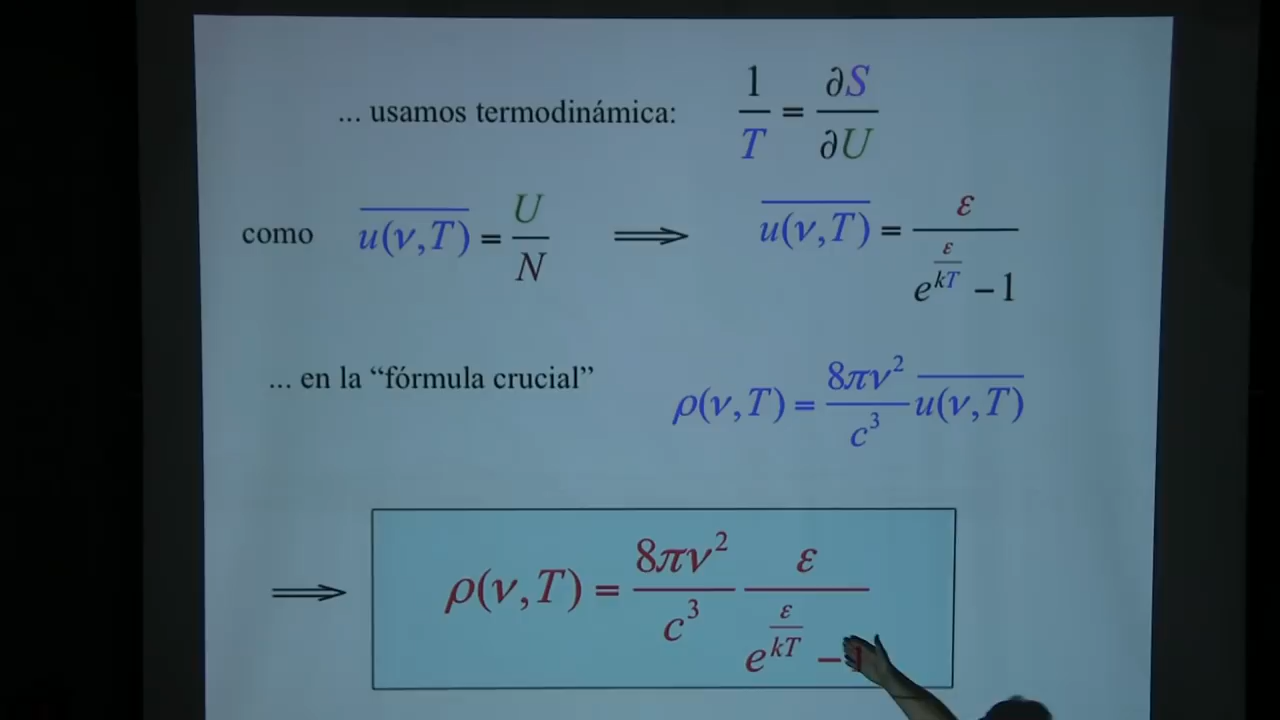 ... usamos termodinámica: 1/T = ∂S/∂U
como u(ν,T)‾ = U/N ⟹ u(ν,T)‾ = ε/(e^(ε/kT) − 1)
... en la “fórmula crucial” ρ(ν,T) = 8πν²/c³ u(ν,T)‾
⟹ ρ(ν,T) = 8πν²/c³ ε/(e^(ε/kT) − 1)